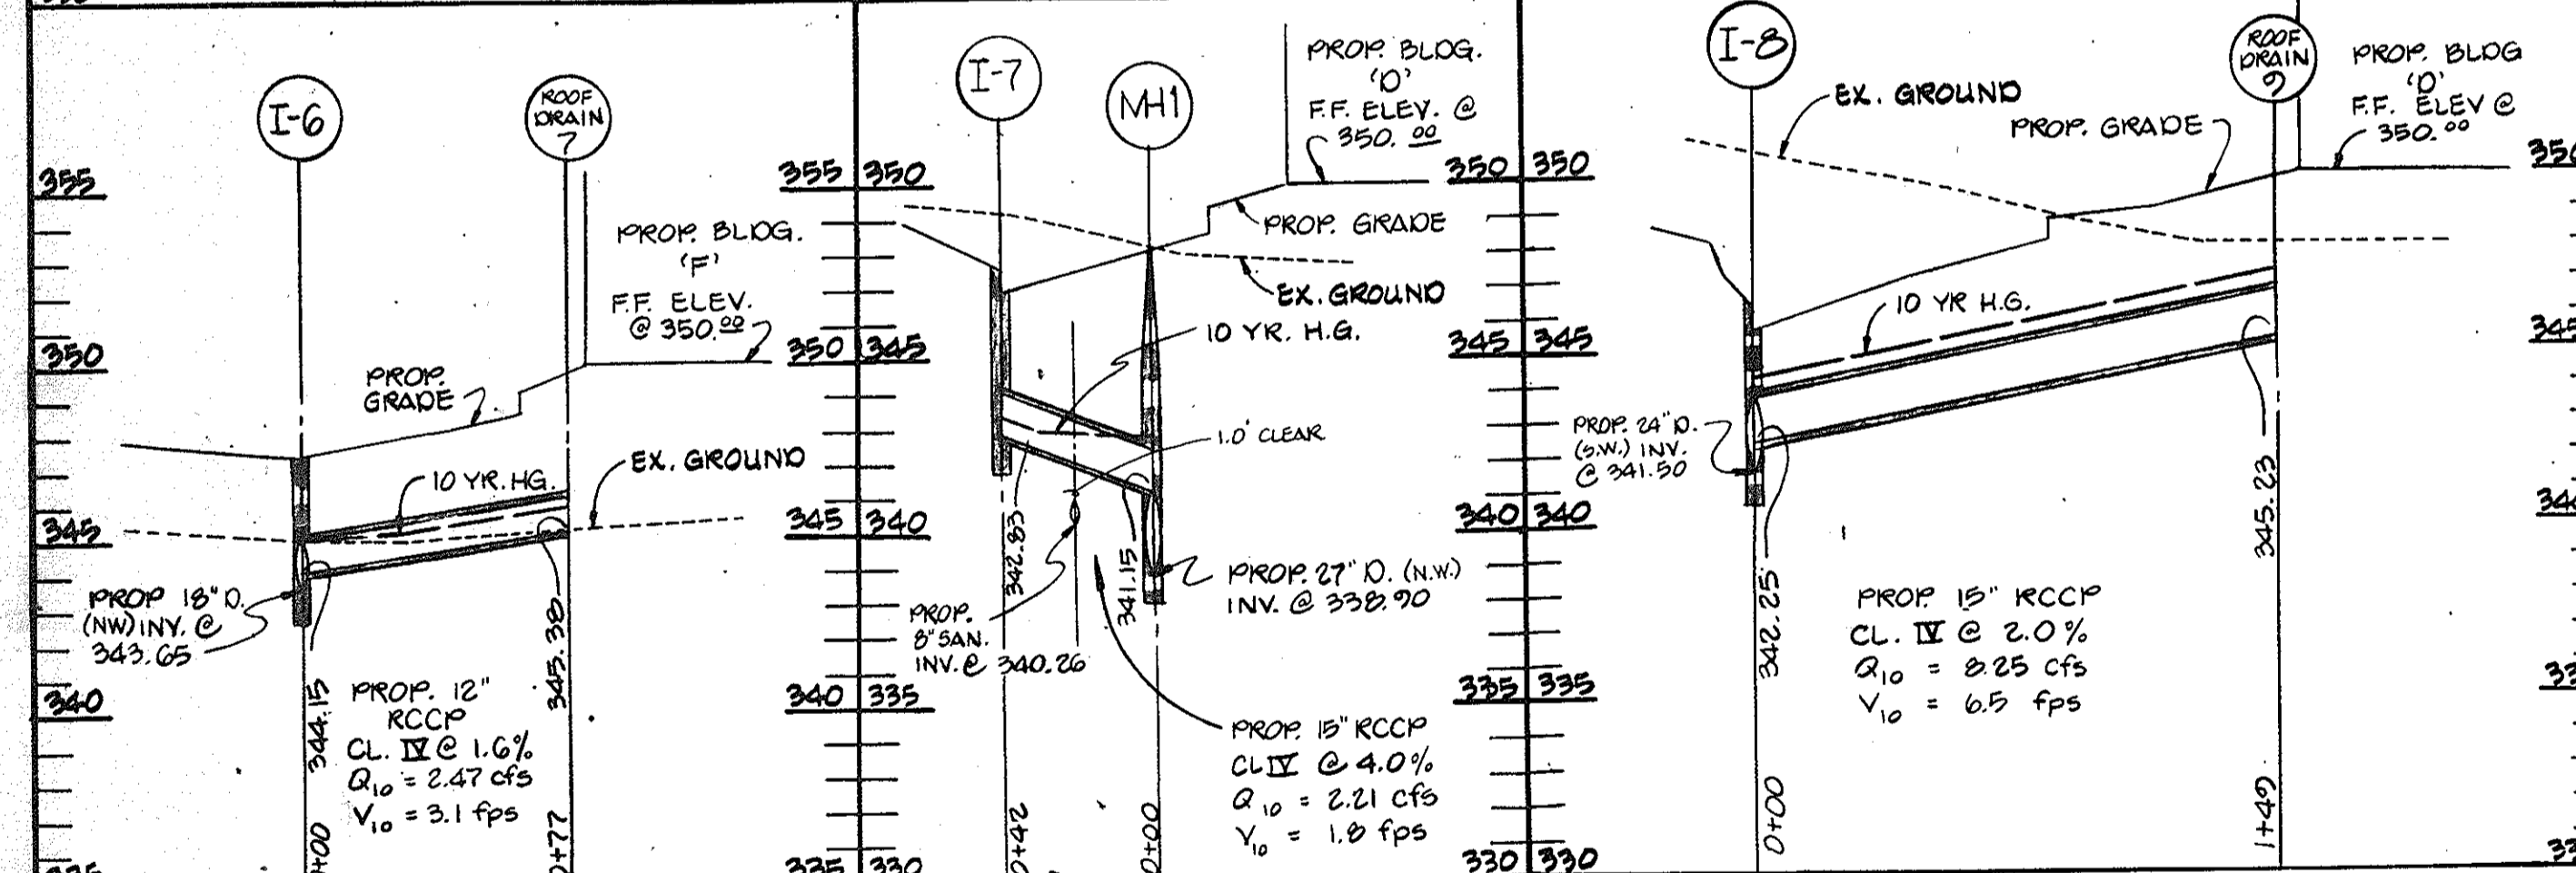 I-6
ROOF
DRAIN
7
355
350
345
340
PROP. BLDG.
'F'
F.F. ELEV.
@ 350.00
PROP.
GRADE
10 YR. HG.
EX. GROUND
PROP 18" D.
(NW) INV. @
343.65
344.15
345.38
PROP. 12"
RCCP
CL. IV @ 1.6%
Q10 = 2.47 cfs
V10 = 3.1 fps
0+77
355
350
345
340
335
350
345
340
335
330
I-7
MH1
PROP. BLDG.
'D'
F.F. ELEV. @
350.00
PROP. GRADE
EX. GROUND
10 YR. H.G.
1.0' CLEAR
342.83
341.15
PROP.
8" SAN.
INV. @ 340.26
PROP. 27" D. (N.W.)
INV. @ 338.90
PROP. 15" RCCP
CL IV @ 4.0%
Q10 = 2.21 cfs
V10 = 1.8 fps
0+42
0+00
350
345
340
335
330
350
345
340
335
330
I-8
ROOF
DRAIN
9
PROP. BLDG
'D'
F.F. ELEV @
350.00
EX. GROUND
PROP. GRADE
10 YR H.G.
PROP. 24" D.
(S.W.) INV.
@ 341.50
342.25
345.23
PROP. 15" RCCP
CL. IV @ 2.0%
Q10 = 8.25 cfs
V10 = 6.5 fps
0+00
1+49